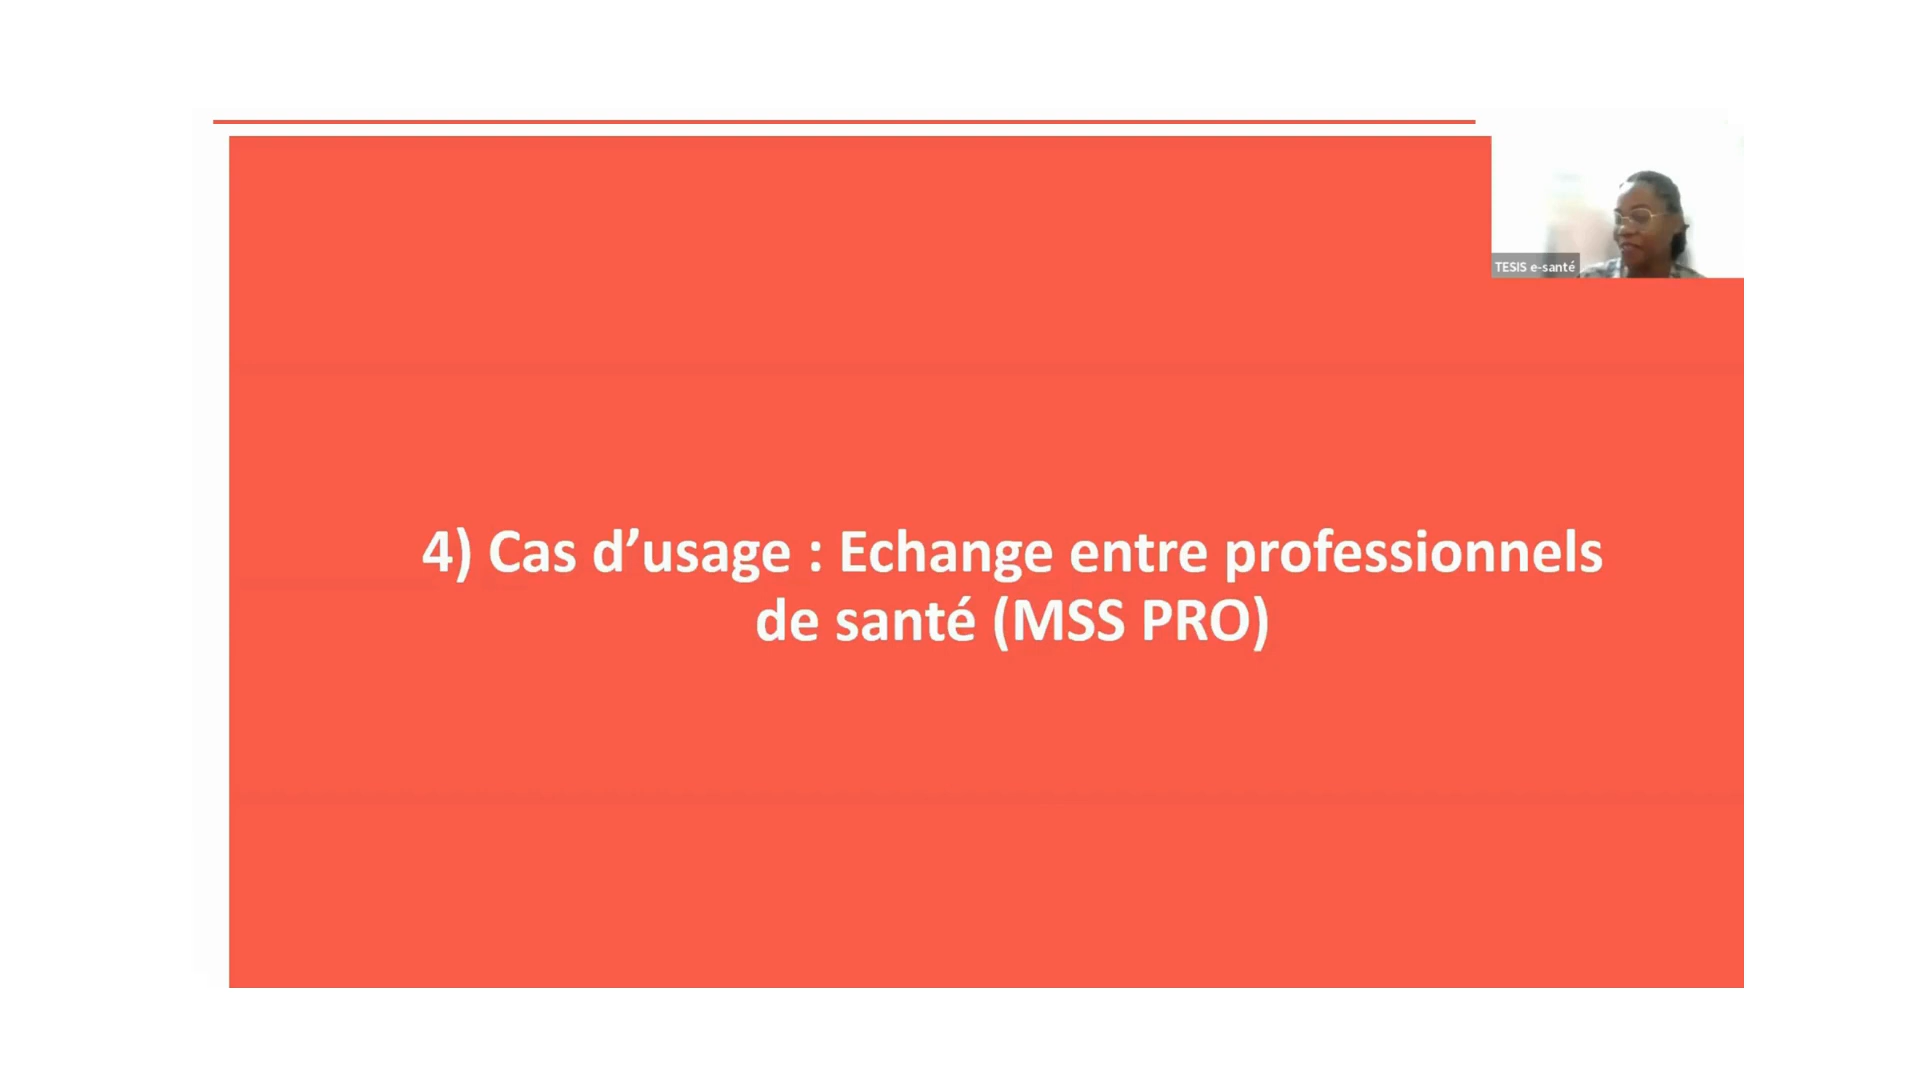 TESIS e-santé
4) Cas d’usage : Echange entre professionnels
de santé (MSS PRO)